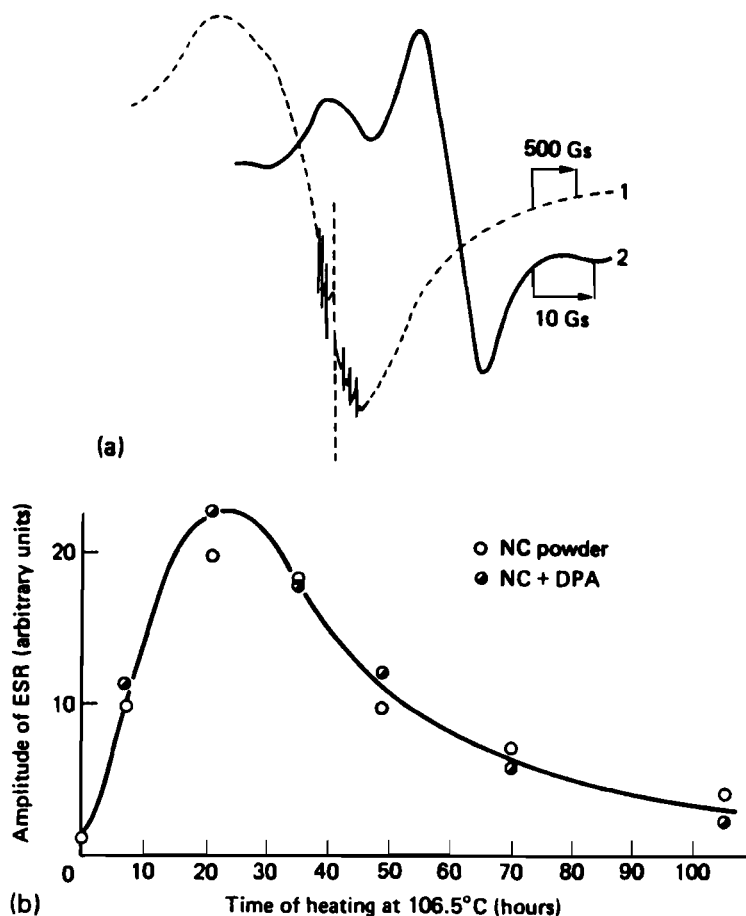 500 Gs
1
2
10 Gs
(a)
Amplitude of ESR (arbitrary units)
20
10
0
NC powder
NC + DPA
10 20 30 40 50 60 70 80 90 100
Time of heating at 106.5°C (hours)
(b)